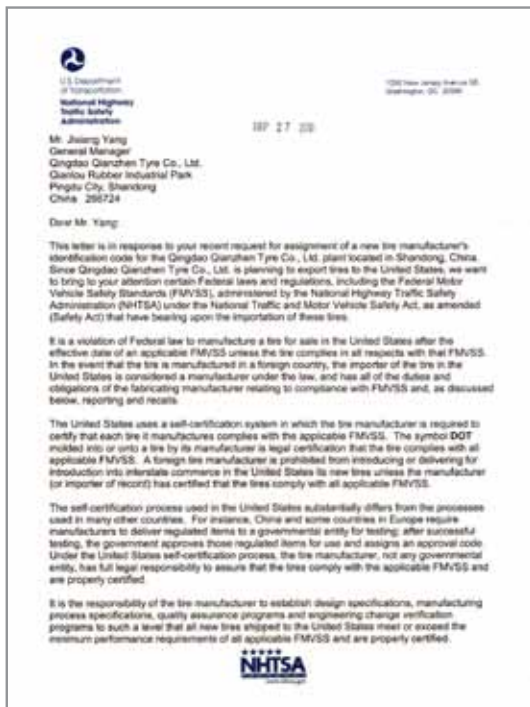 U.S. Department
of Transportation
National Highway
Traffic Safety
Administration
1200 New Jersey Avenue SE
Washington, DC 20590
SEP 27
Mr. Jixiang Yang
General Manager
Qingdao Qianzhen Tyre Co., Ltd.
Qianlou Rubber Industrial Park
Pingdu City, Shandong
China 266724
Dear Mr. Yang:
This letter is in response to your recent request for assignment of a new tire manufacturer's
identification code for the Qingdao Qianzhen Tyre Co., Ltd. plant located in Shandong, China.
Since Qingdao Qianzhen Tyre Co., Ltd. is planning to export tires to the United States, we want
to bring to your attention certain Federal laws and regulations, including the Federal Motor
Vehicle Safety Standards (FMVSS), administered by the National Highway Traffic Safety
Administration (NHTSA) under the National Traffic and Motor Vehicle Safety Act, as amended
(Safety Act) that have bearing upon the importation of these tires.
It is a violation of Federal law to manufacture a tire for sale in the United States after the
effective date of an applicable FMVSS unless the tire complies in all respects with that FMVSS.
In the event that the tire is manufactured in a foreign country, the importer of the tire in the
United States is considered a manufacturer under the law, and has all of the duties and
obligations of the fabricating manufacturer relating to compliance with FMVSS and, as discussed
below, reporting and recalls.
The United States uses a self-certification system in which the tire manufacturer is required to
certify that each tire it manufactures complies with the applicable FMVSS. The symbol DOT
molded into or onto a tire by its manufacturer is legal certification that the tire complies with all
applicable FMVSS. A foreign tire manufacturer is prohibited from introducing or delivering for
introduction into interstate commerce in the United States its new tires unless the manufacturer
(or importer of record) has certified that the tires comply with all applicable FMVSS.
The self-certification process used in the United States substantially differs from the processes
used in many other countries. For instance, China and some countries in Europe require
manufacturers to deliver regulated items to a governmental entity for testing; after successful
testing, the government approves those regulated items for use and assigns an approval code.
Under the United States self-certification process, the tire manufacturer, not any governmental
entity, has full legal responsibility to assure that the tires comply with the applicable FMVSS and
are properly certified.
It is the responsibility of the tire manufacturer to establish design specifications, manufacturing
process specifications, quality assurance programs and engineering change verification
programs to such a level that all new tires shipped to the United States meet or exceed the
minimum performance requirements of all applicable FMVSS and are properly certified.
NHTSA